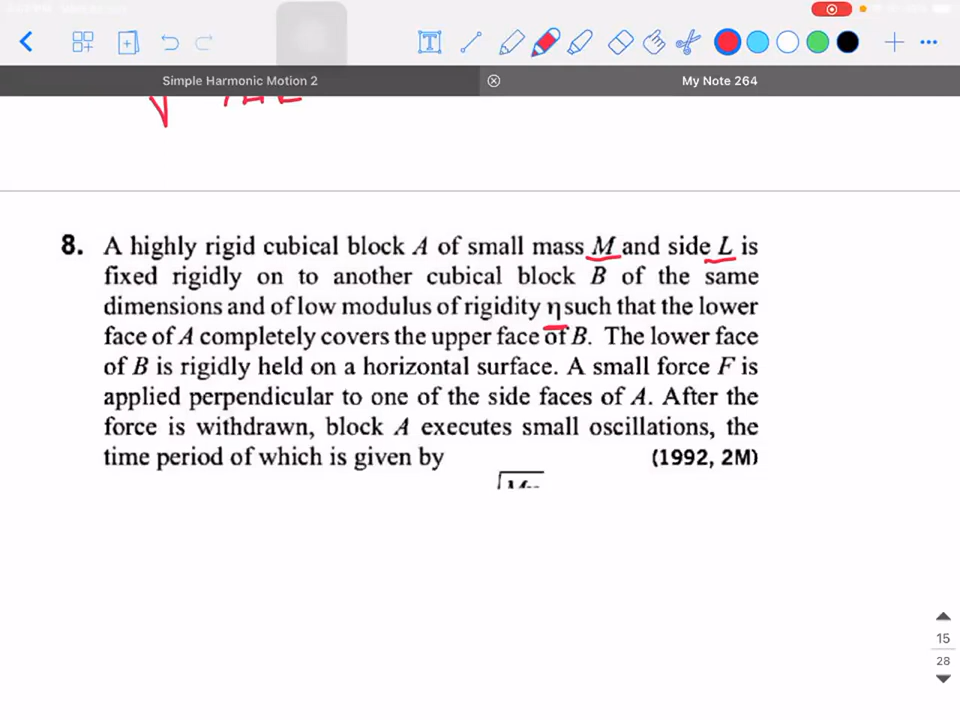 Simple Harmonic Motion 2
My Note 264
8. A highly rigid cubical block A of small mass M and side L is
fixed rigidly on to another cubical block B of the same
dimensions and of low modulus of rigidity η such that the lower
face of A completely covers the upper face of B. The lower face
of B is rigidly held on a horizontal surface. A small force F is
applied perpendicular to one of the side faces of A. After the
force is withdrawn, block A executes small oscillations, the
time period of which is given by (1992, 2M)
15
28